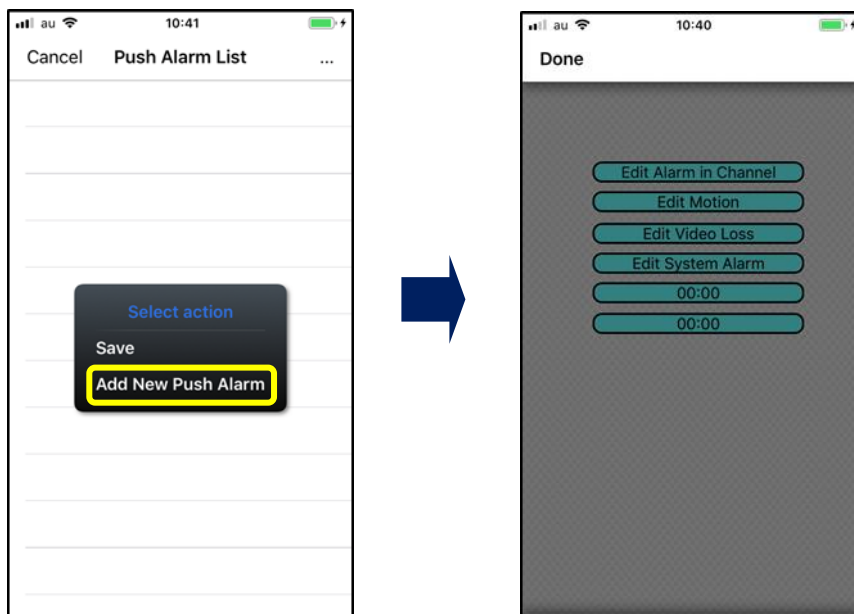 au 10:41
Cancel Push Alarm List ...
Select action
Save
Add New Push Alarm
au 10:40
Done
Edit Alarm in Channel
Edit Motion
Edit Video Loss
Edit System Alarm
00:00
00:00